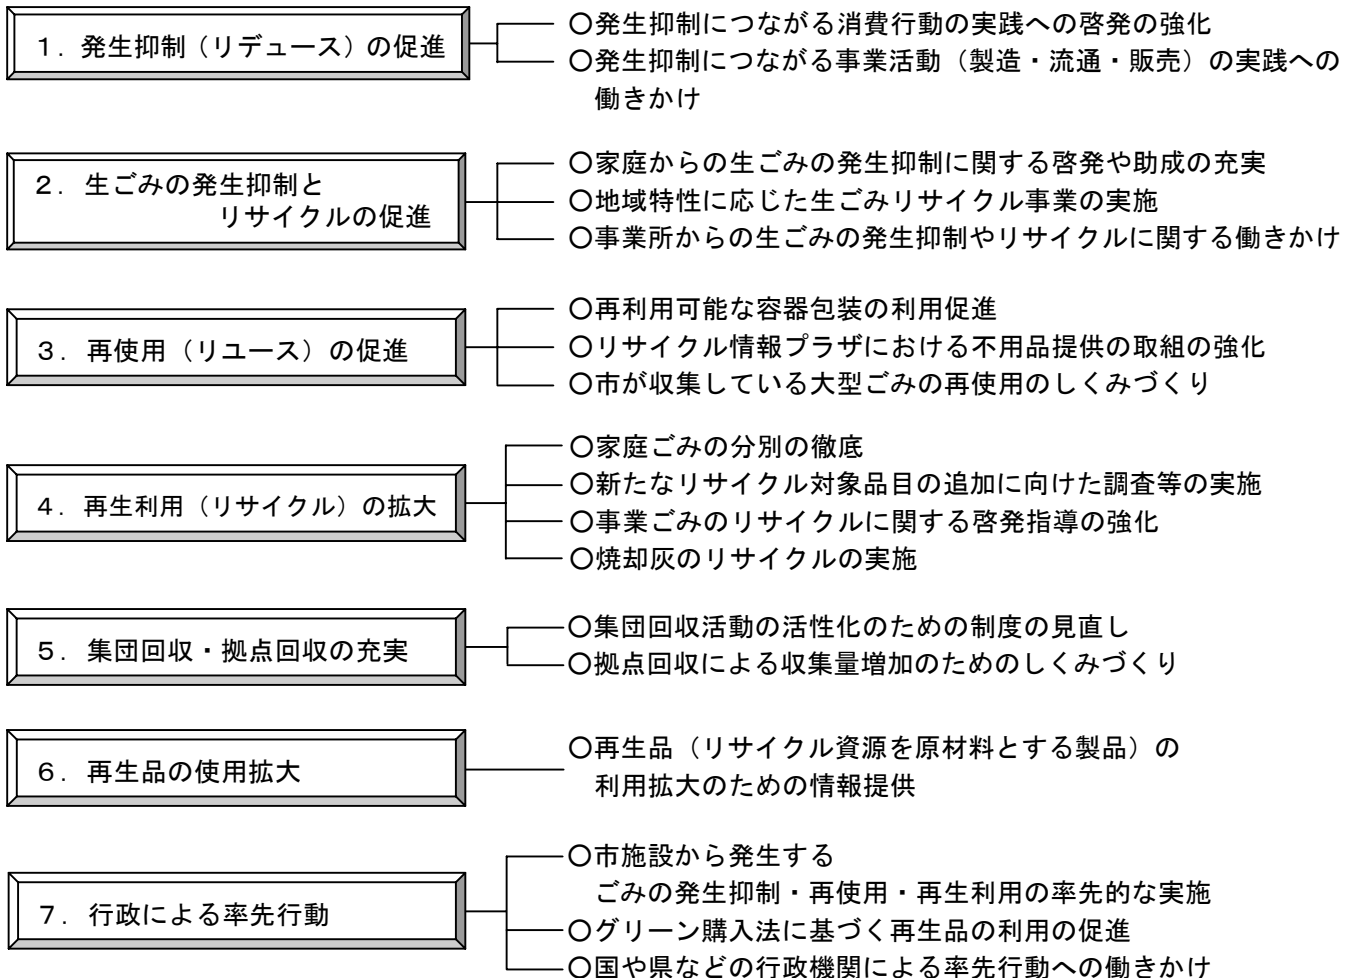 1．発生抑制（リデュース）の促進
〇発生抑制につながる消費行動の実践への啓発の強化
〇発生抑制につながる事業活動（製造・流通・販売）の実践への
働きかけ
2．生ごみの発生抑制と
リサイクルの促進
〇家庭からの生ごみの発生抑制に関する啓発や助成の充実
〇地域特性に応じた生ごみリサイクル事業の実施
〇事業所からの生ごみの発生抑制やリサイクルに関する働きかけ
3．再使用（リユース）の促進
〇再利用可能な容器包装の利用促進
〇リサイクル情報プラザにおける不用品提供の取組の強化
〇市が収集している大型ごみの再使用のしくみづくり
4．再生利用（リサイクル）の拡大
〇家庭ごみの分別の徹底
〇新たなリサイクル対象品目の追加に向けた調査等の実施
〇事業ごみのリサイクルに関する啓発指導の強化
〇焼却灰のリサイクルの実施
5．集団回収・拠点回収の充実
〇集団回収活動の活性化のための制度の見直し
〇拠点回収による収集量増加のためのしくみづくり
6．再生品の使用拡大
〇再生品（リサイクル資源を原材料とする製品）の
利用拡大のための情報提供
7．行政による率先行動
〇市施設から発生する
ごみの発生抑制・再使用・再生利用の率先的な実施
〇グリーン購入法に基づく再生品の利用の促進
〇国や県などの行政機関による率先行動への働きかけ